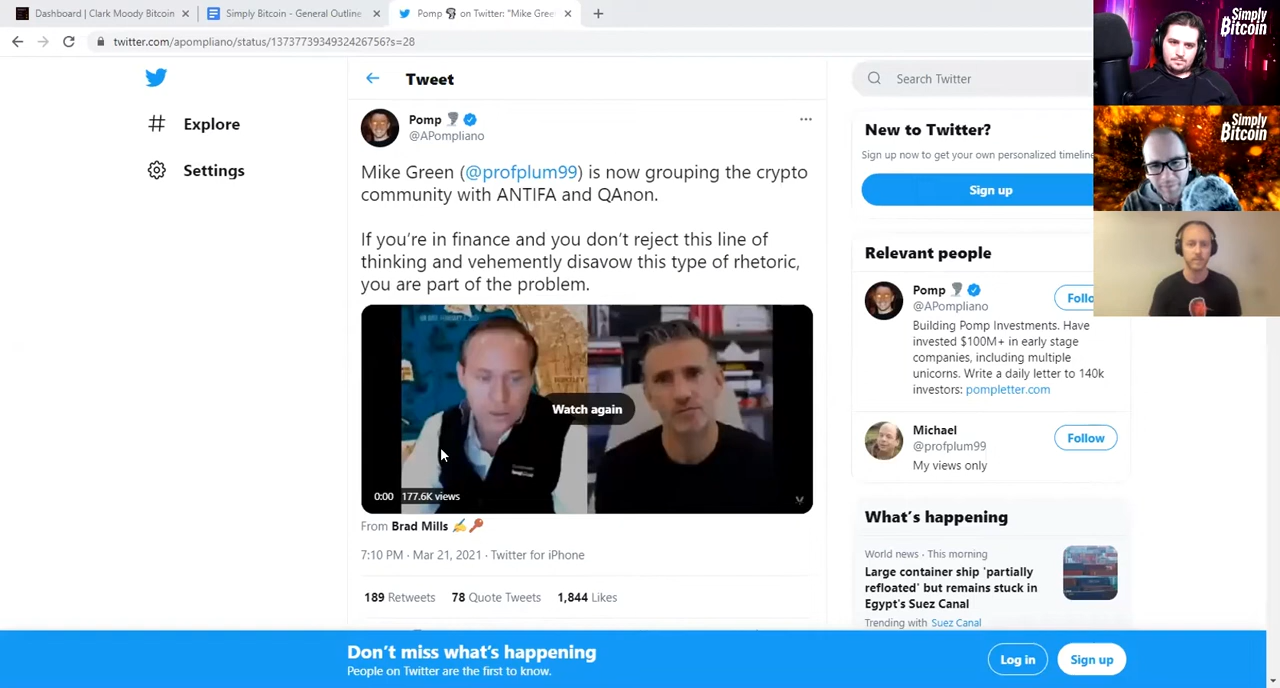 Dashboard | Clark Moody Bitcoin
Simply Bitcoin - General Outline
Pomp on Twitter: "Mike Gree
twitter.com/apompliano/status/1373773934932426756?s=28
Simply
Bitcoin
Simply
Bitcoin
Explore
Settings
Tweet
Pomp
@APompliano
Mike Green (@profplum99) is now grouping the crypto
community with ANTIFA and QAnon.
If you're in finance and you don't reject this line of
thinking and vehemently disavow this type of rhetoric,
you are part of the problem.
Watch again
0:00 177.6K views
From Brad Mills
7:10 PM · Mar 21, 2021 · Twitter for iPhone
189 Retweets 78 Quote Tweets 1,844 Likes
Search Twitter
New to Twitter?
Sign up now to get your own personalized timeline
Sign up
Relevant people
Pomp
@APompliano
Follo
Building Pomp Investments. Have
invested $100M+ in early stage
companies, including multiple
unicorns. Write a daily letter to 140k
investors: pompletter.com
Michael
@profplum99
Follow
My views only
What's happening
World news · This morning
Large container ship 'partially
refloated' but remains stuck in
Egypt's Suez Canal
Trending with Suez Canal
Don't miss what's happening
People on Twitter are the first to know.
Log in
Sign up